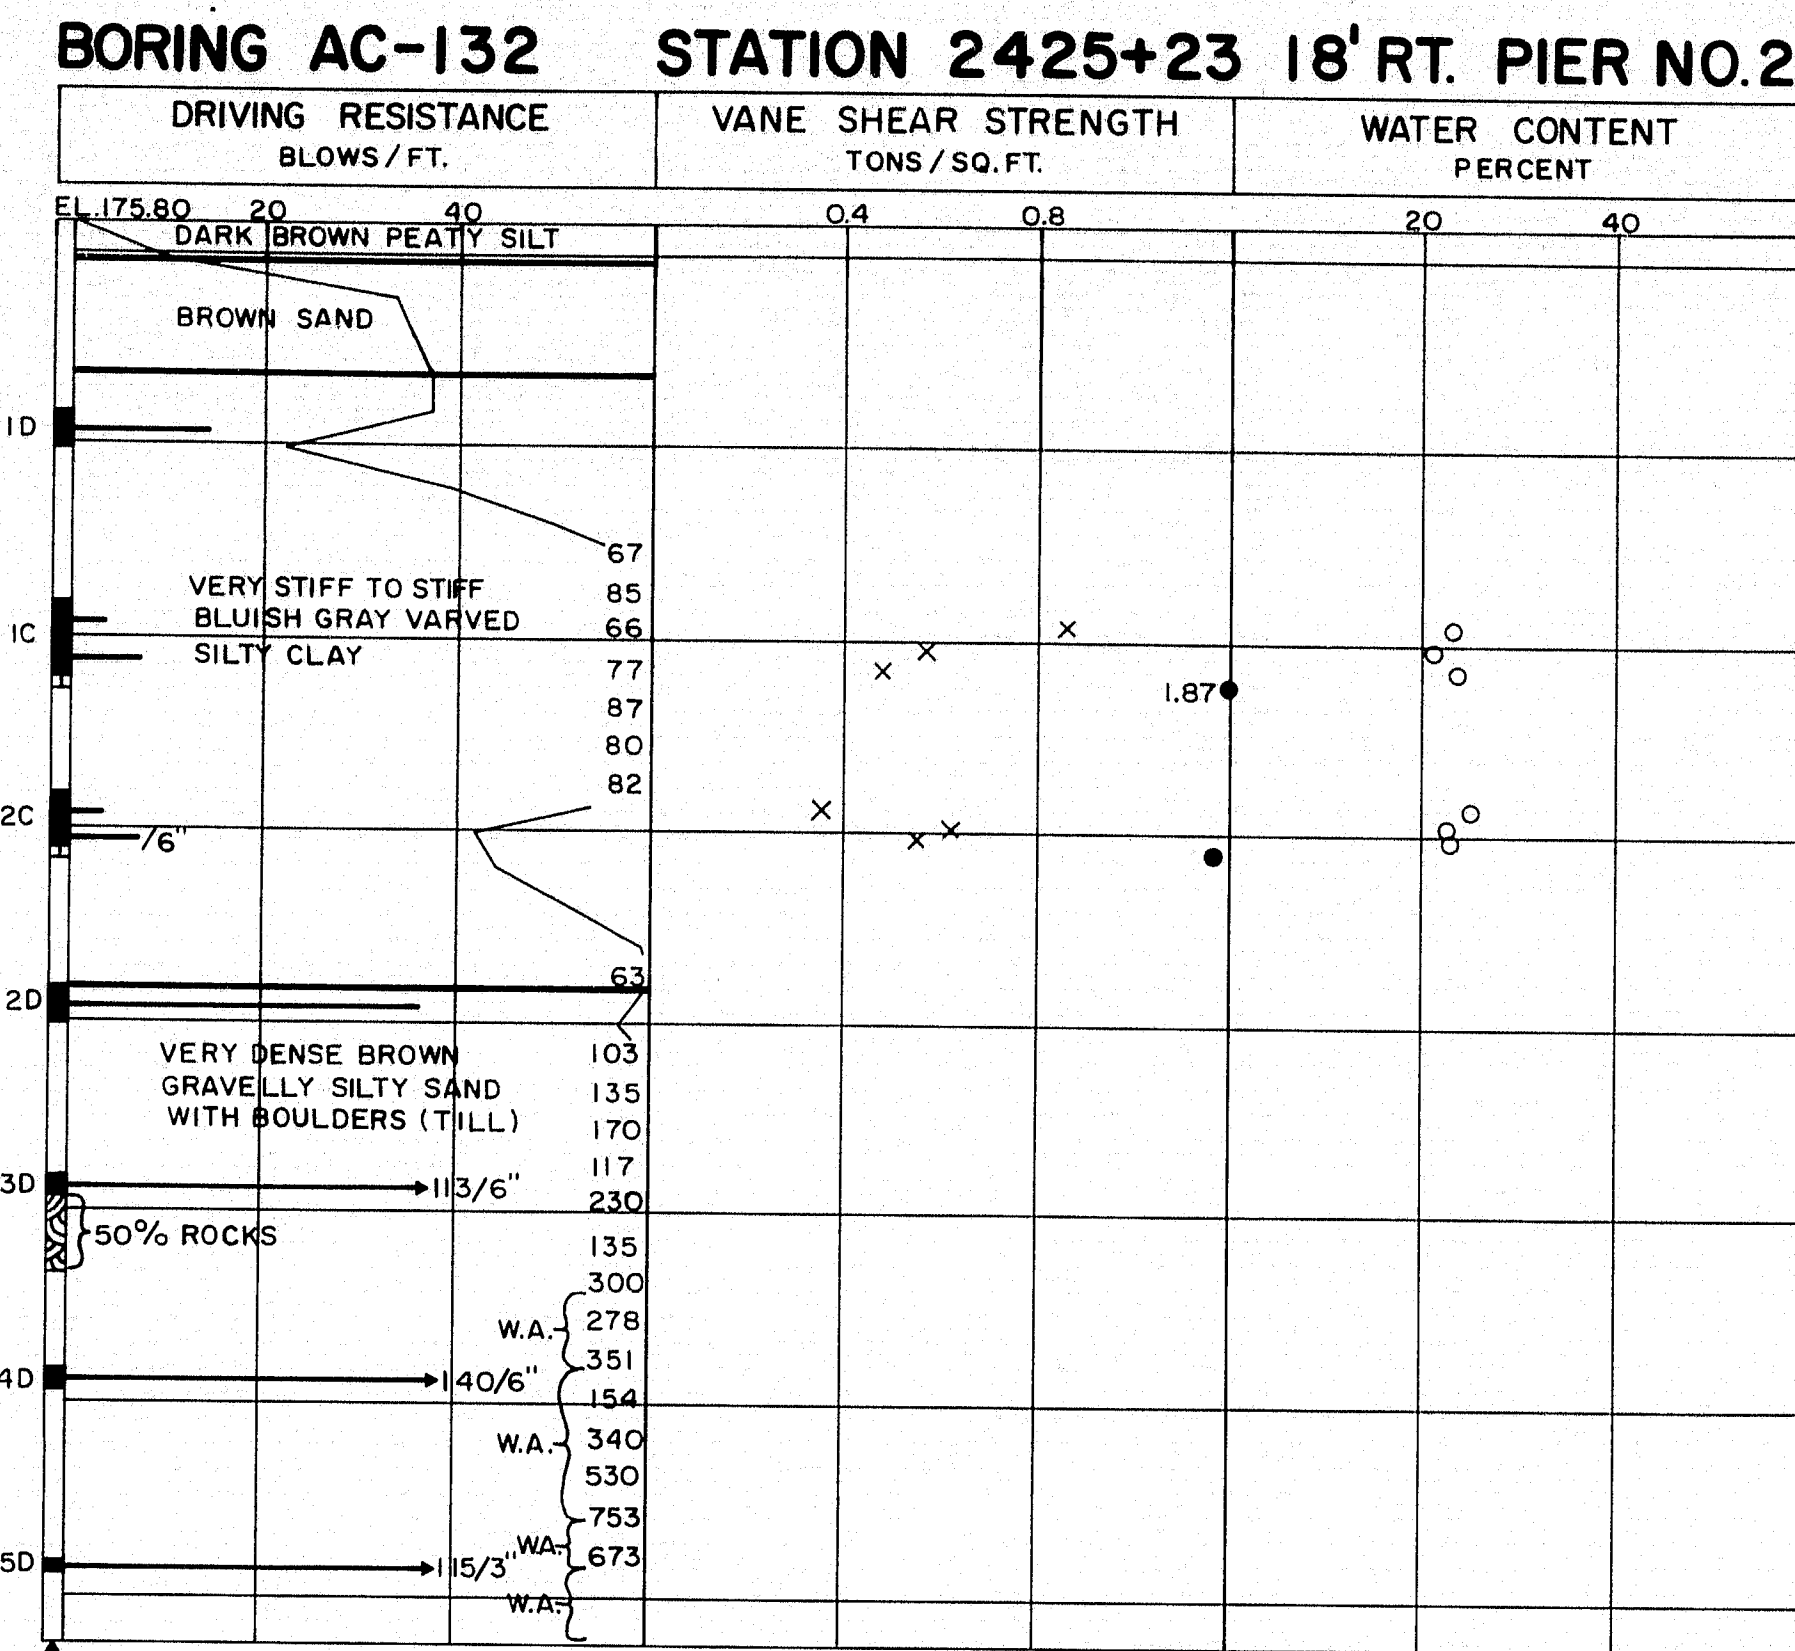 BORING AC-132 STATION 2425+23 18' RT. PIER NO.2
DRIVING RESISTANCE
BLOWS/FT.
VANE SHEAR STRENGTH
TONS/SQ.FT.
WATER CONTENT
PERCENT
EL.175.80 20 40 0.4 0.8 20 40
DARK BROWN PEATY SILT
BROWN SAND
1D
67
VERY STIFF TO STIFF 85
BLUISH GRAY VARVED 66
1C
SILTY CLAY 77
1.87
87
80
82
2C
/6"
63
2D
VERY DENSE BROWN 103
GRAVELLY SILTY SAND 135
WITH BOULDERS (TILL) 170
117
3D 113/6" 230
50% ROCKS 135
300
W.A. 278
351
4D 140/6"
154
W.A. 340
530
753
W.A. 673
5D 115/3"
W.A.